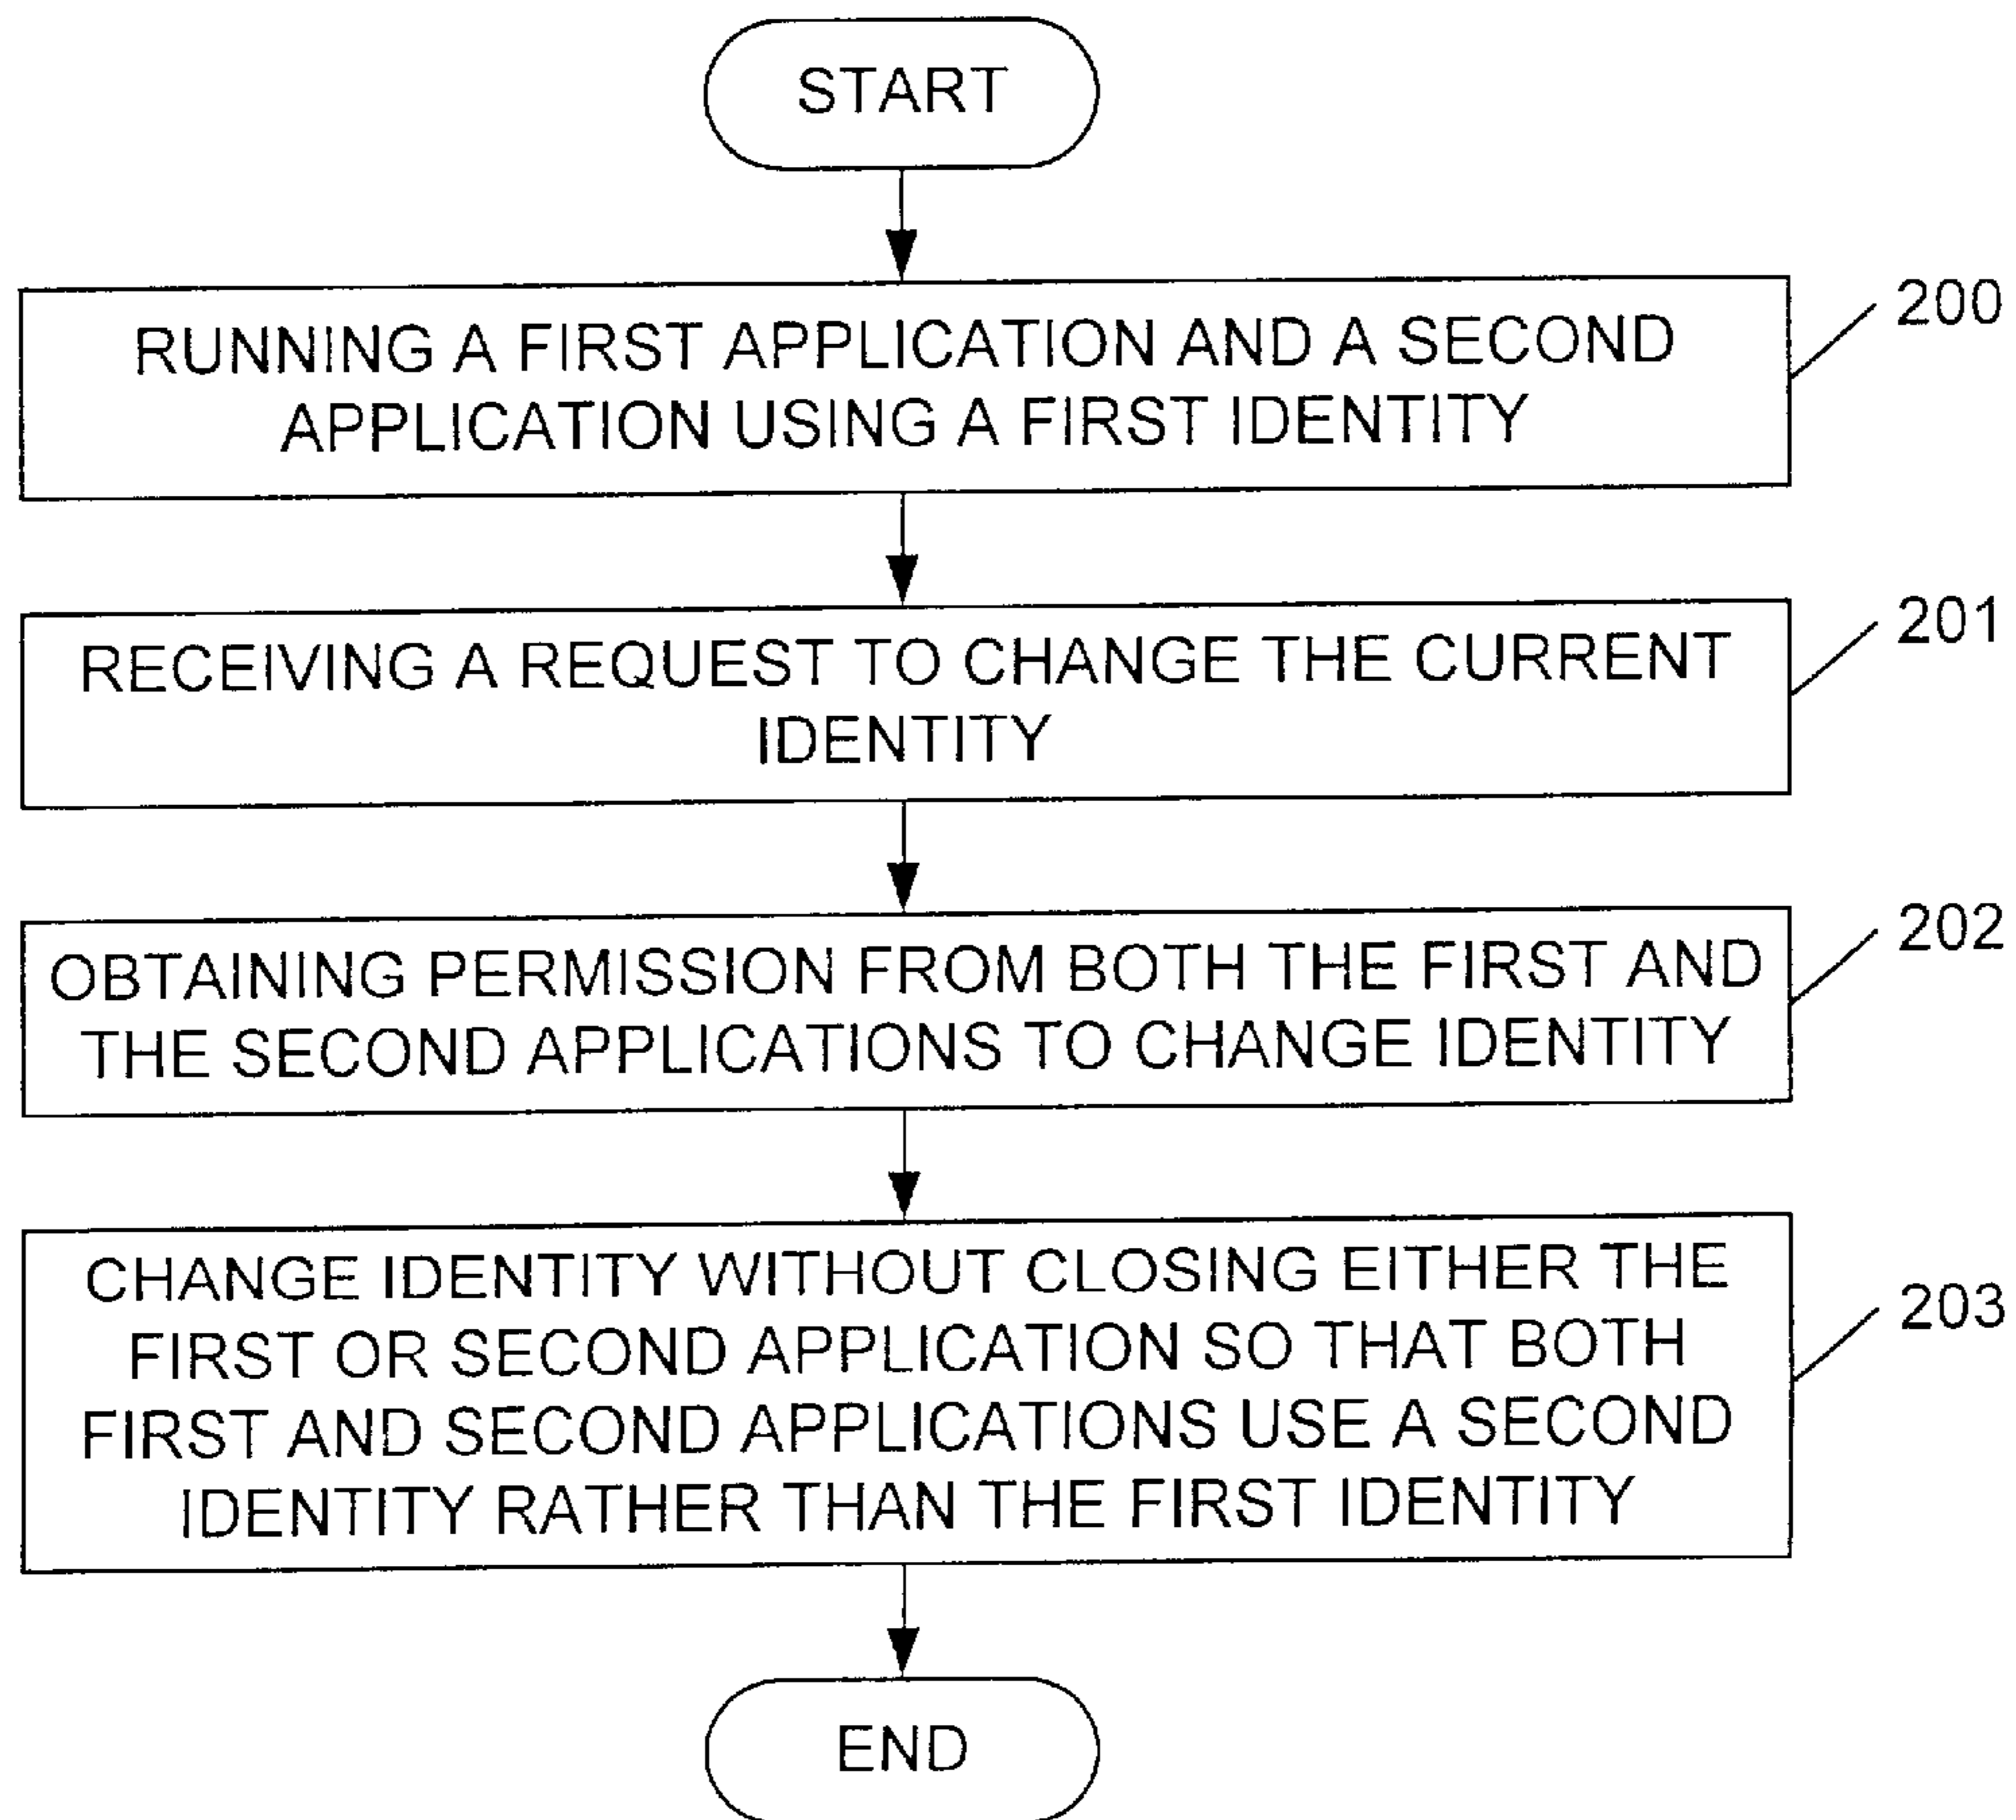 START
RUNNING A FIRST APPLICATION AND A SECOND
APPLICATION USING A FIRST IDENTITY
200
RECEIVING A REQUEST TO CHANGE THE CURRENT
IDENTITY
201
OBTAINING PERMISSION FROM BOTH THE FIRST AND
THE SECOND APPLICATIONS TO CHANGE IDENTITY
202
CHANGE IDENTITY WITHOUT CLOSING EITHER THE
FIRST OR SECOND APPLICATION SO THAT BOTH
FIRST AND SECOND APPLICATIONS USE A SECOND
IDENTITY RATHER THAN THE FIRST IDENTITY
203
END